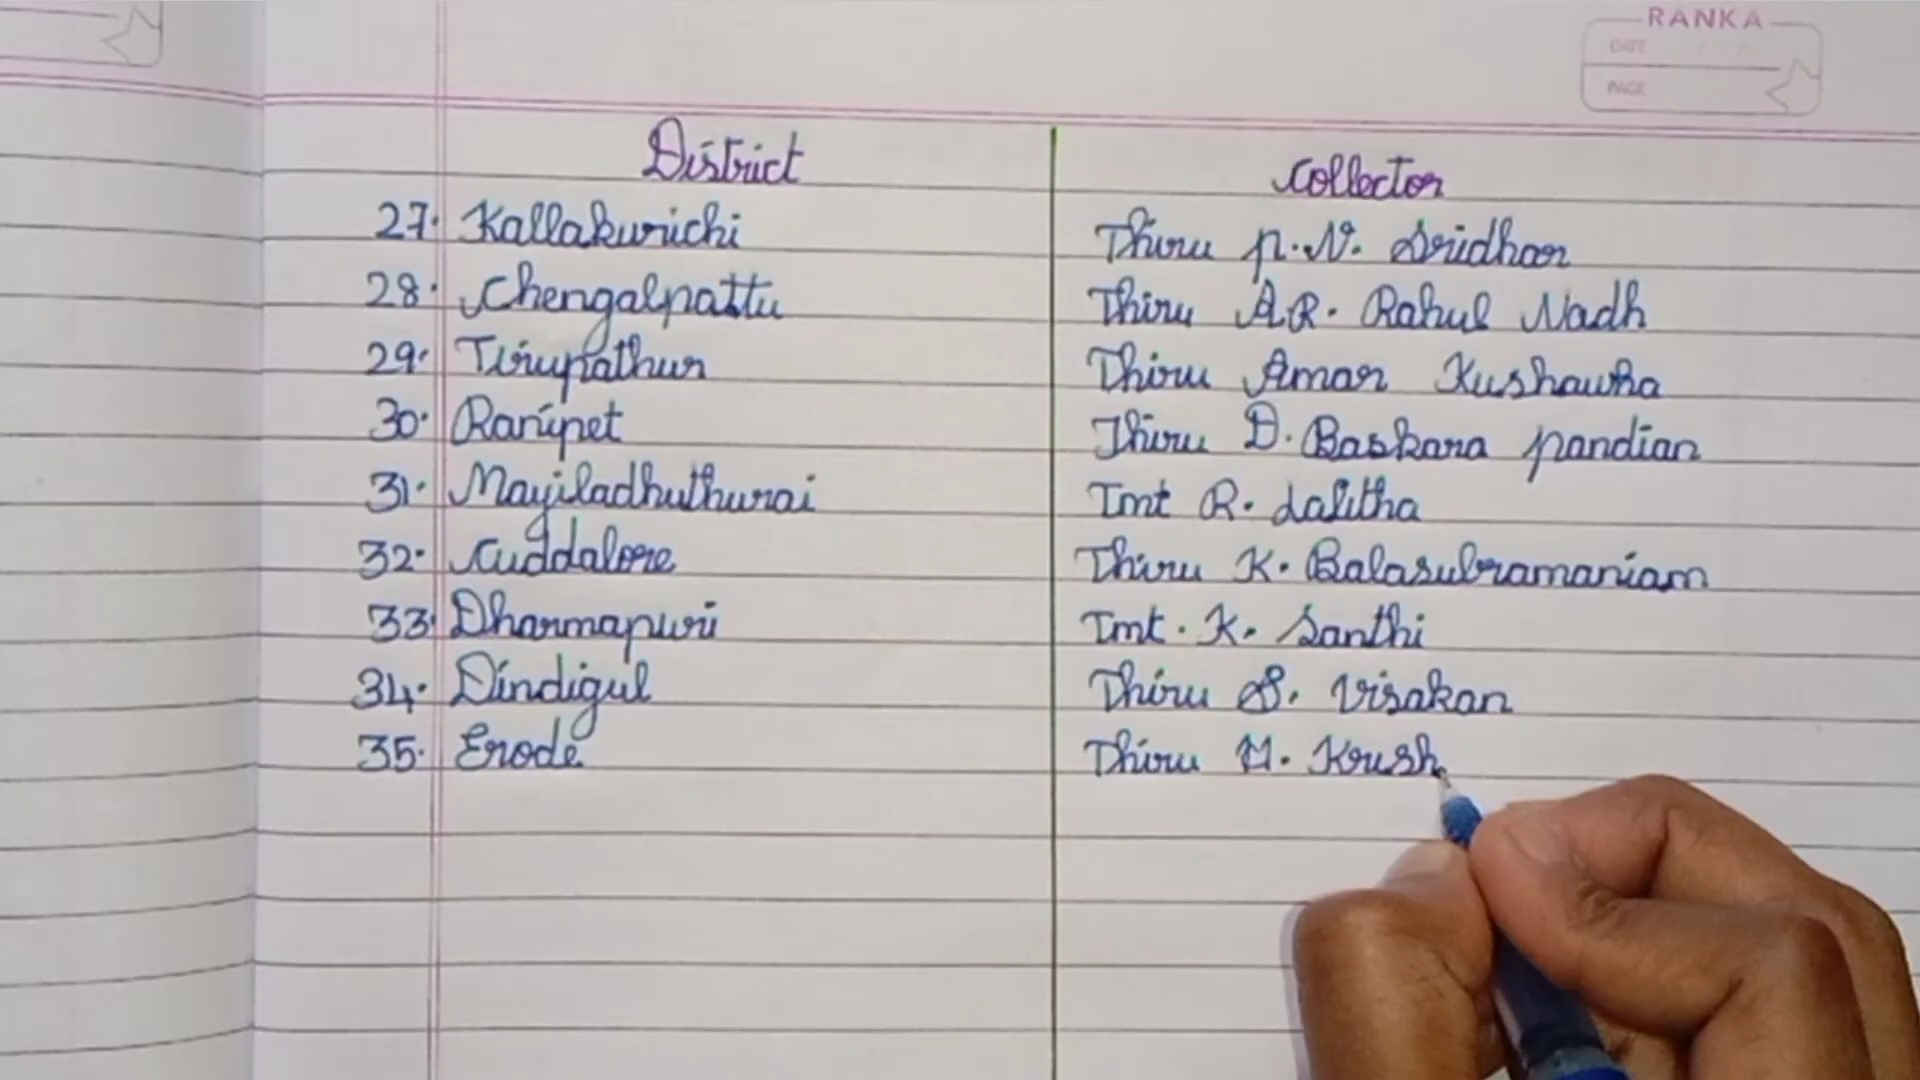 RANKA
DATE / /
PAGE
District Collector
27. Kallakurichi Thiru P.N. Sridhar
28. Chengalpattu Thiru A.R. Rahul Nadh
29. Tirupathur Thiru Amar Kushawha
30. Ranipet Thiru D. Baskara pandian
31. Mayiladhuthurai Tmt R. Lalitha
32. Cuddalore Thiru K. Balasubramaniam
33. Dharmapuri Tmt. K. Santhi
34. Dindigul Thiru S. Visakan
35. Erode Thiru H. Krush